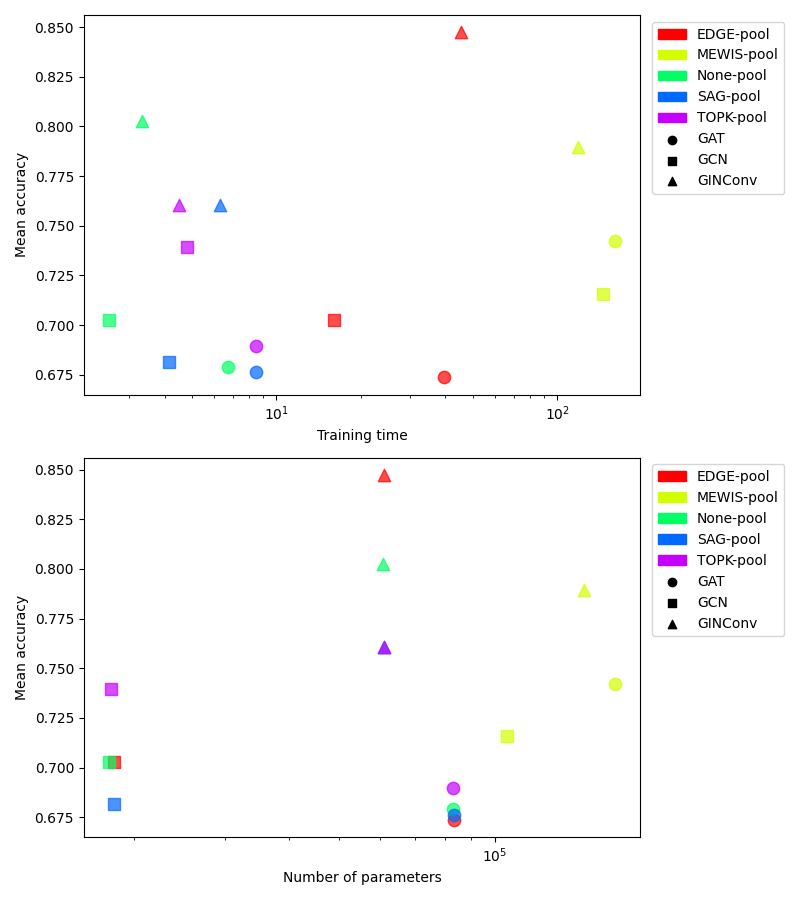 0.850
0.825
0.800
0.775
0.750
0.725
0.700
0.675
Mean accuracy
10¹
10²
Training time
EDGE-pool
MEWIS-pool
None-pool
SAG-pool
TOPK-pool
GAT
GCN
GINConv
0.850
0.825
0.800
0.775
0.750
0.725
0.700
0.675
Mean accuracy
10⁵
Number of parameters
EDGE-pool
MEWIS-pool
None-pool
SAG-pool
TOPK-pool
GAT
GCN
GINConv